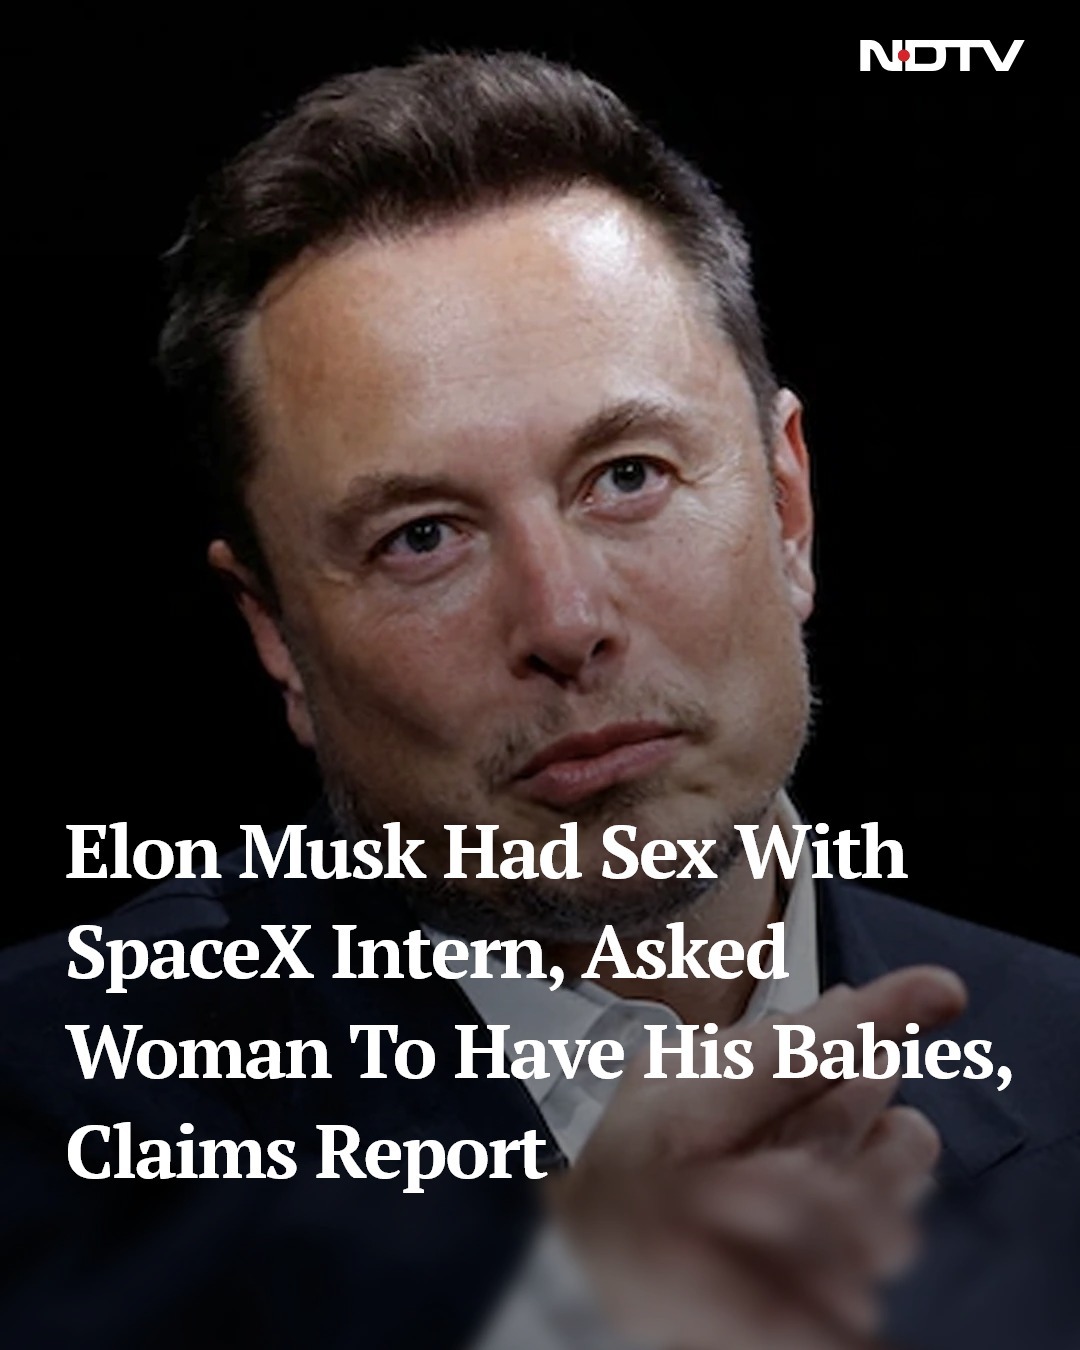 NDTV
Elon Musk Had Sex With
SpaceX Intern, Asked
Woman To Have His Babies,
Claims Report